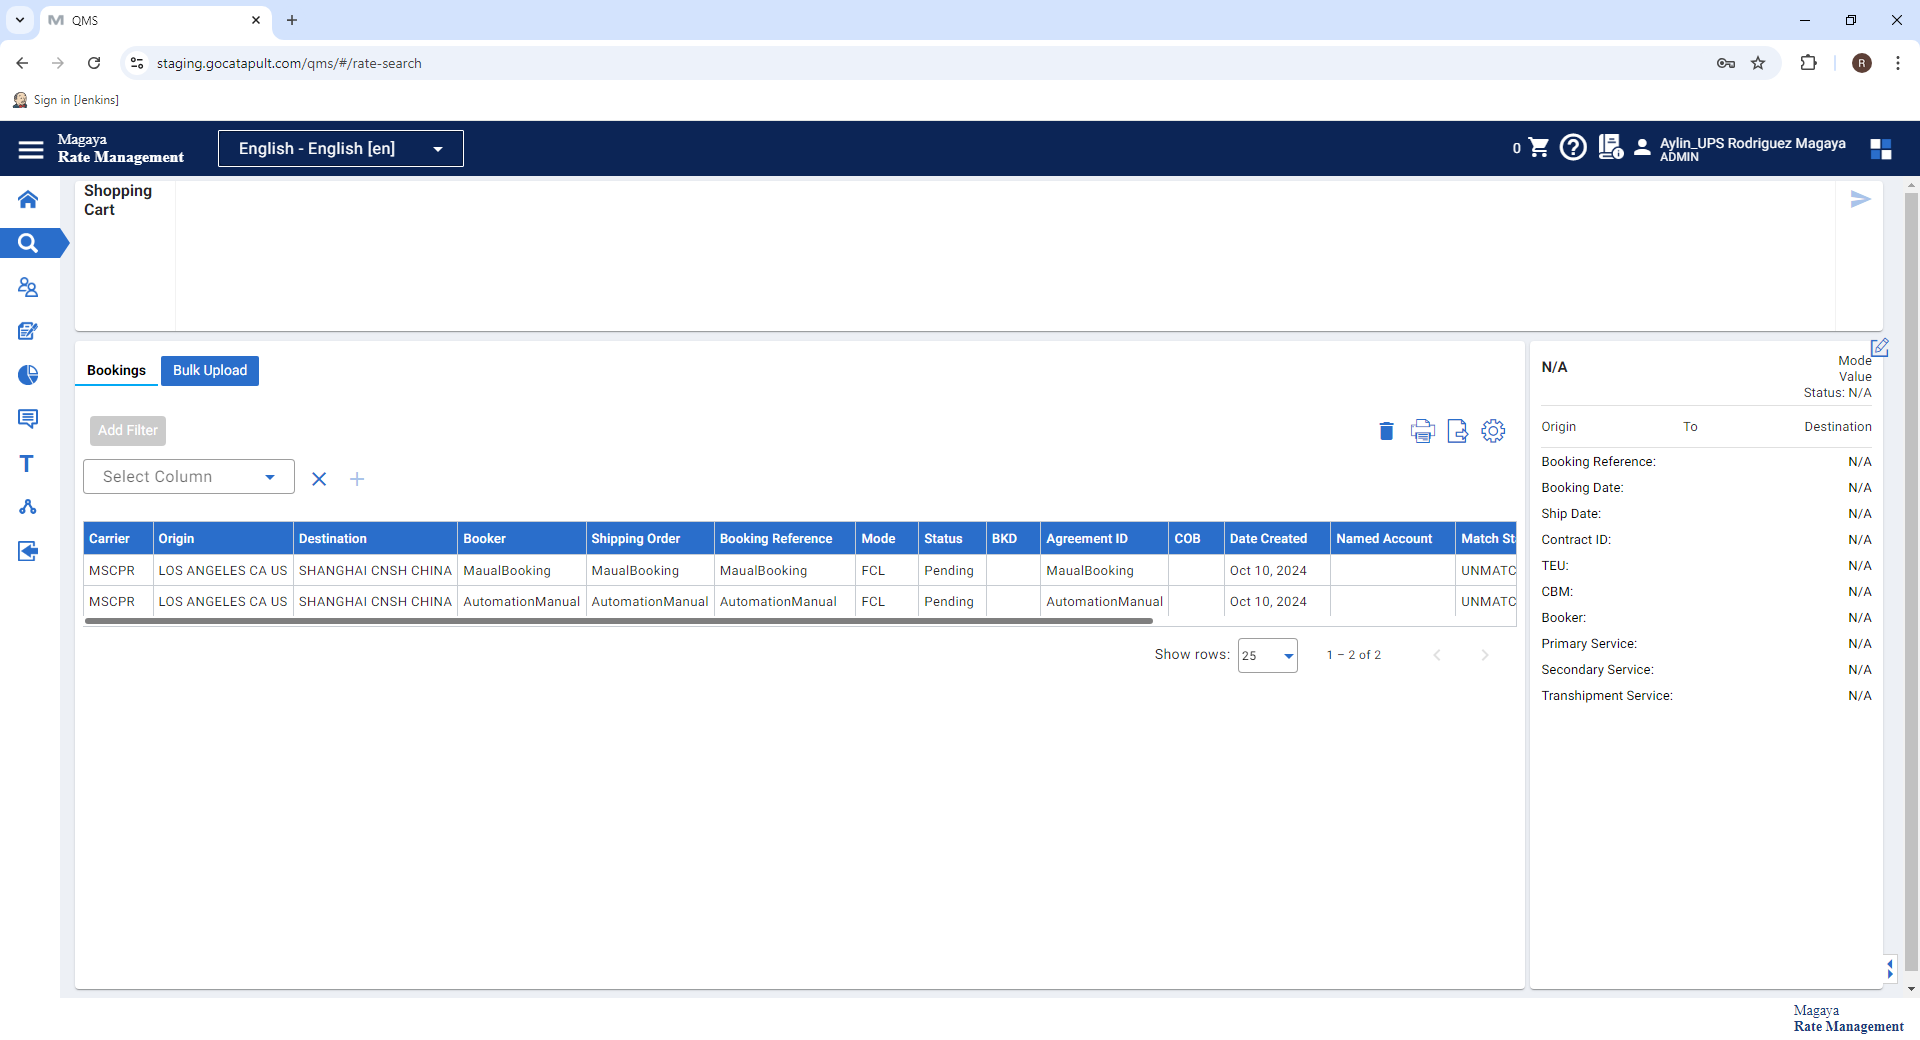 QMS
staging.gocatapult.com/qms/#/rate-search
R
Sign in [Jenkins]
Magaya
Rate Management
English - English [en]
0
Aylin_UPS Rodriguez Magaya
ADMIN
Shopping
Cart
Bookings
Bulk Upload
Add Filter
Select Column
Carrier Origin Destination Booker Shipping Order Booking Reference Mode Status BKD Agreement ID COB Date Created Named Account Match St
MSCPR LOS ANGELES CA US SHANGHAI CNSH CHINA MaualBooking MaualBooking MaualBooking FCL Pending MaualBooking Oct 10, 2024 UNMATC
MSCPR LOS ANGELES CA US SHANGHAI CNSH CHINA AutomationManual AutomationManual AutomationManual FCL Pending AutomationManual Oct 10, 2024 UNMATC
Show rows: 25 1 – 2 of 2
N/A
Mode
Value
Status: N/A
Origin To Destination
Booking Reference: N/A
Booking Date: N/A
Ship Date: N/A
Contract ID: N/A
TEU: N/A
CBM: N/A
Booker: N/A
Primary Service: N/A
Secondary Service: N/A
Transhipment Service: N/A
Magaya
Rate Management